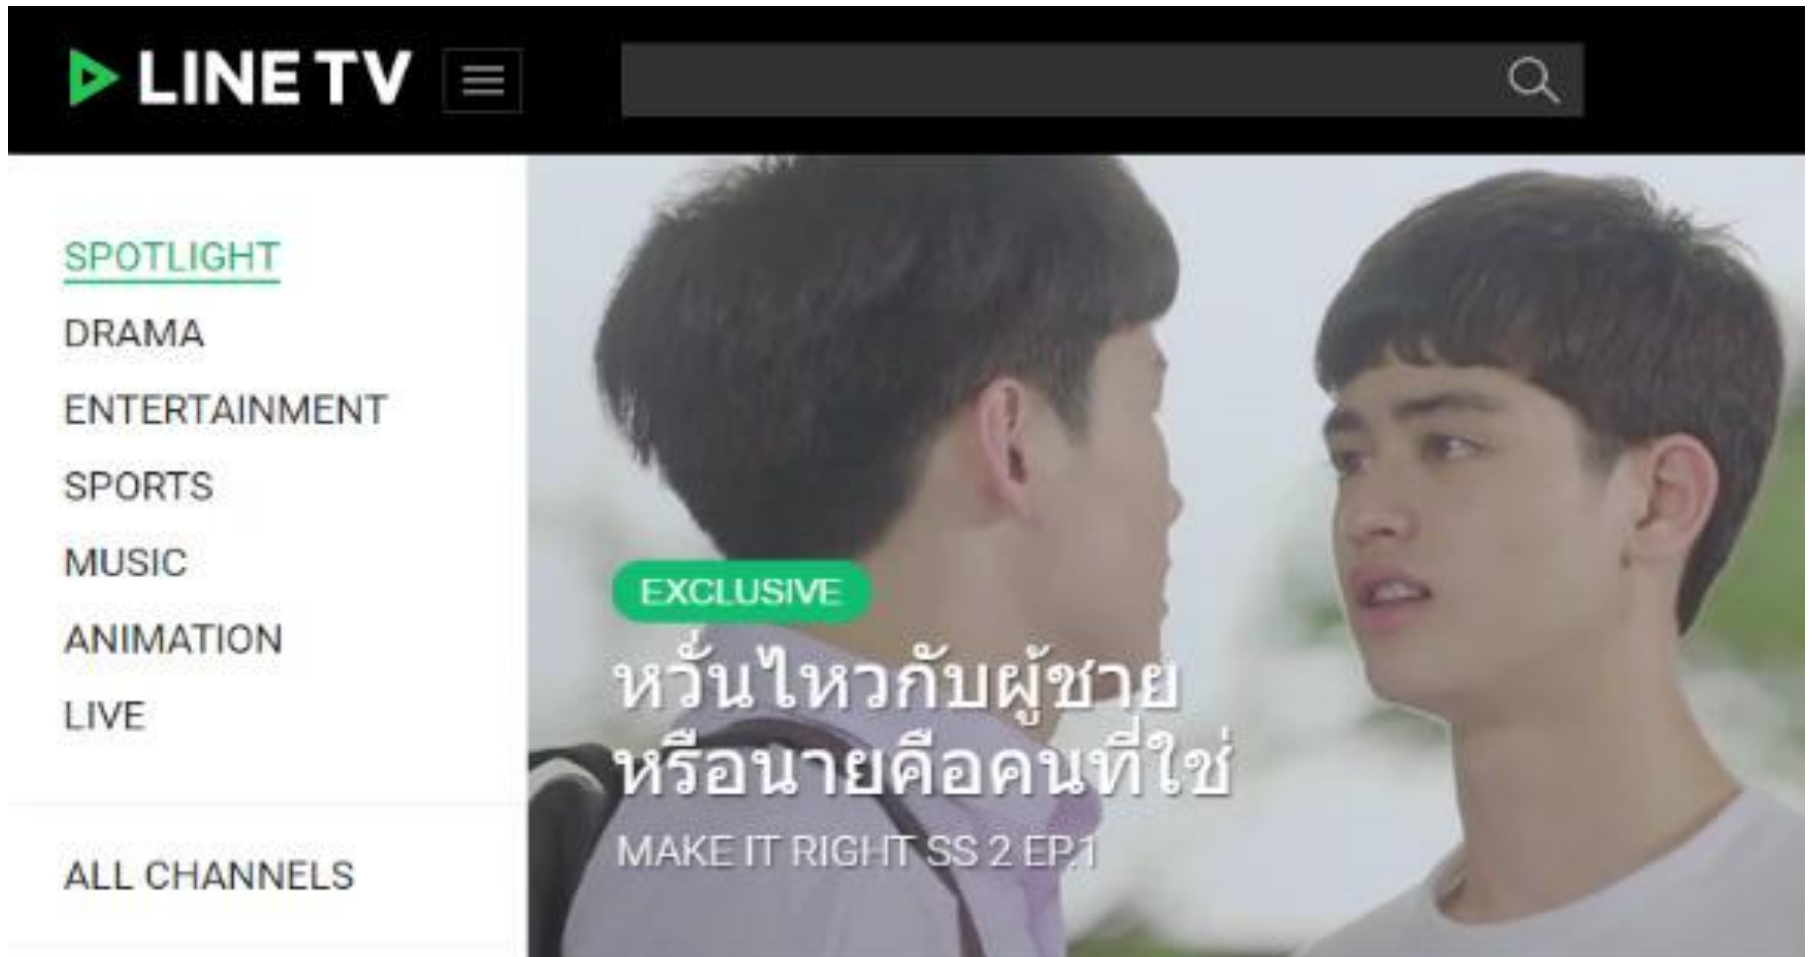 LINE TV
SPOTLIGHT
DRAMA
ENTERTAINMENT
SPORTS
MUSIC
ANIMATION
LIVE
ALL CHANNELS
EXCLUSIVE
หวั่นไหวกับผู้ชาย
หรือนายคือคนที่ใช่
MAKE IT RIGHT SS 2 EP.1